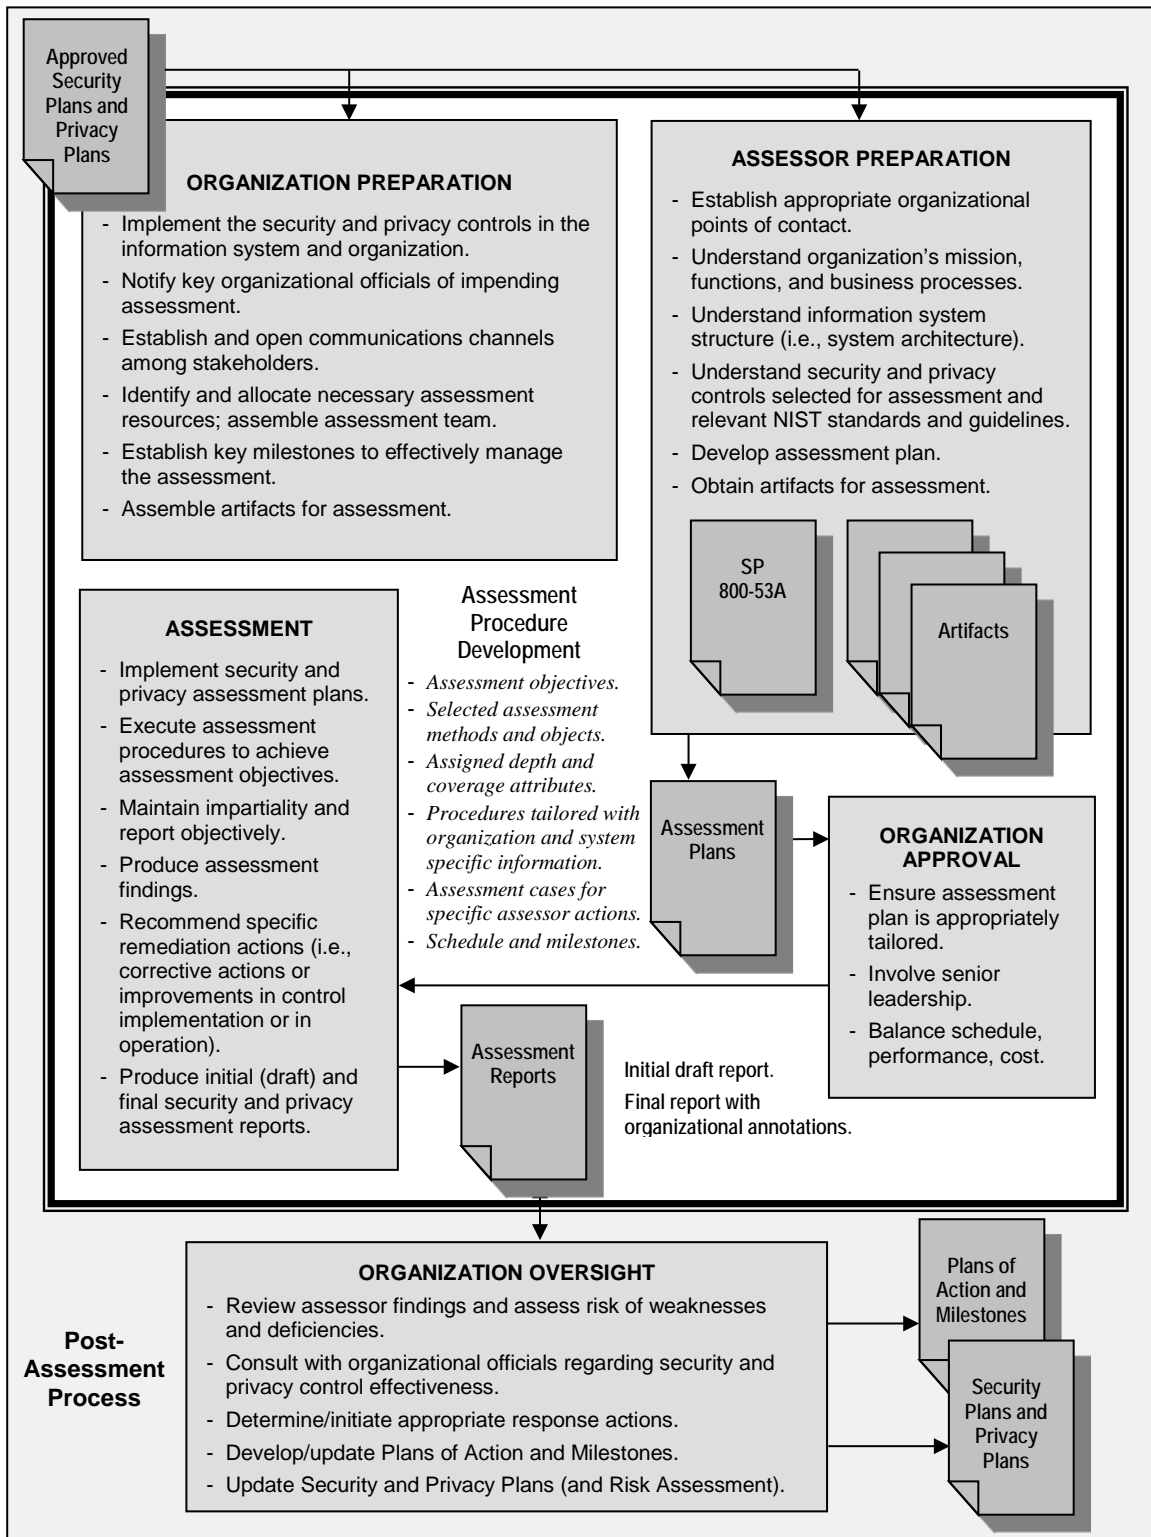 Approved
Security
Plans and
Privacy
Plans
ORGANIZATION PREPARATION
- Implement the security and privacy controls in the
information system and organization.
- Notify key organizational officials of impending
assessment.
- Establish and open communications channels
among stakeholders.
- Identify and allocate necessary assessment
resources; assemble assessment team.
- Establish key milestones to effectively manage
the assessment.
- Assemble artifacts for assessment.
ASSESSOR PREPARATION
- Establish appropriate organizational
points of contact.
- Understand organization’s mission,
functions, and business processes.
- Understand information system
structure (i.e., system architecture).
- Understand security and privacy
controls selected for assessment and
relevant NIST standards and guidelines.
- Develop assessment plan.
- Obtain artifacts for assessment.
SP
800-53A
Artifacts
ASSESSMENT
- Implement security and
privacy assessment plans.
- Execute assessment
procedures to achieve
assessment objectives.
- Maintain impartiality and
report objectively.
- Produce assessment
findings.
- Recommend specific
remediation actions (i.e.,
corrective actions or
improvements in control
implementation or in
operation).
- Produce initial (draft) and
final security and privacy
assessment reports.
Assessment
Procedure
Development
- Assessment objectives.
- Selected assessment
methods and objects.
- Assigned depth and
coverage attributes.
- Procedures tailored with
organization and system
specific information.
- Assessment cases for
specific assessor actions.
- Schedule and milestones.
Assessment
Plans
ORGANIZATION
APPROVAL
- Ensure assessment
plan is appropriately
tailored.
- Involve senior
leadership.
- Balance schedule,
performance, cost.
Assessment
Reports
Initial draft report.
Final report with
organizational annotations.
Post-
Assessment
Process
ORGANIZATION OVERSIGHT
- Review assessor findings and assess risk of weaknesses
and deficiencies.
- Consult with organizational officials regarding security and
privacy control effectiveness.
- Determine/initiate appropriate response actions.
- Develop/update Plans of Action and Milestones.
- Update Security and Privacy Plans (and Risk Assessment).
Plans of
Action and
Milestones
Security
Plans and
Privacy
Plans